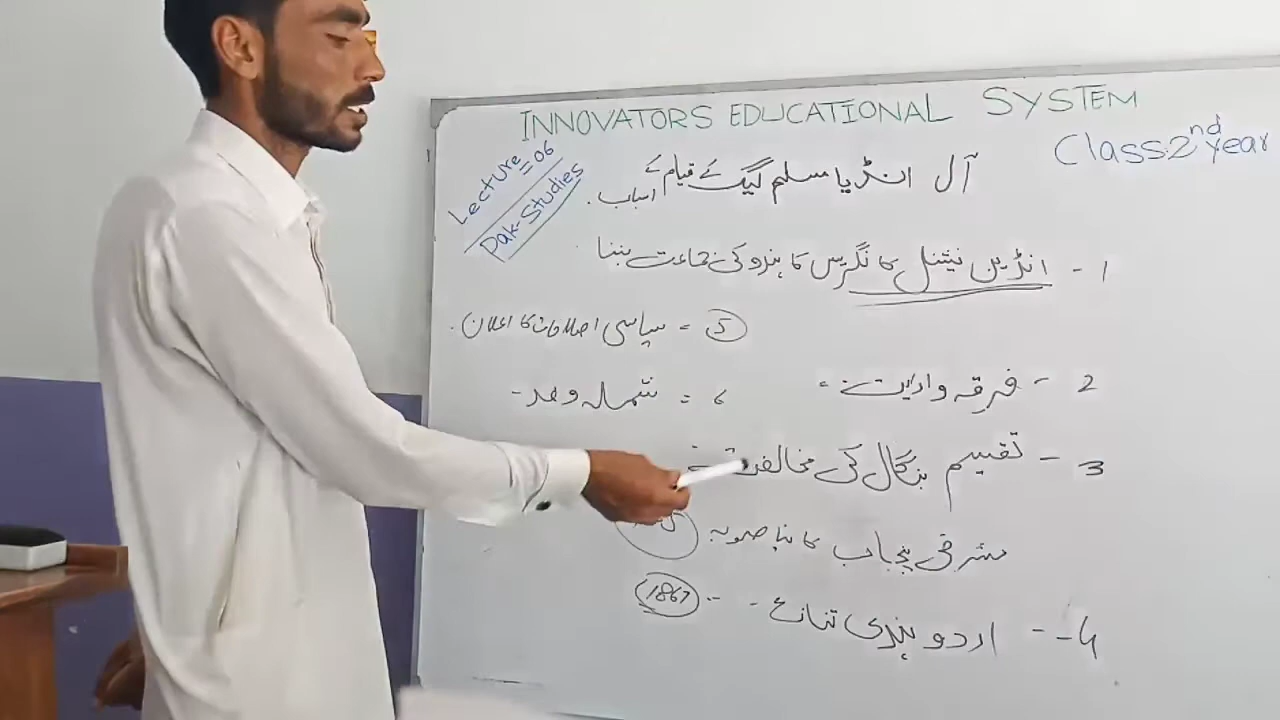 INNOVATORS EDUCATIONAL SYSTEM
Class 2nd year
Lecture = 06
Pak-Studies
آل انڈیا مسلم لیگ کے قیام کے اسباب .
1 - انڈین نیشنل کانگریس کا ہندو کی جماعت بننا
2 - فرقہ واریت
3 - تقسیم بنگال کی مخالفت
مشرقی پنجاب کا نیا صوبہ
4 -- اردو ہندی تنازع - - 1867
5 = سیاسی اصلاحات کا اعلان .
6 = شملہ وفد -